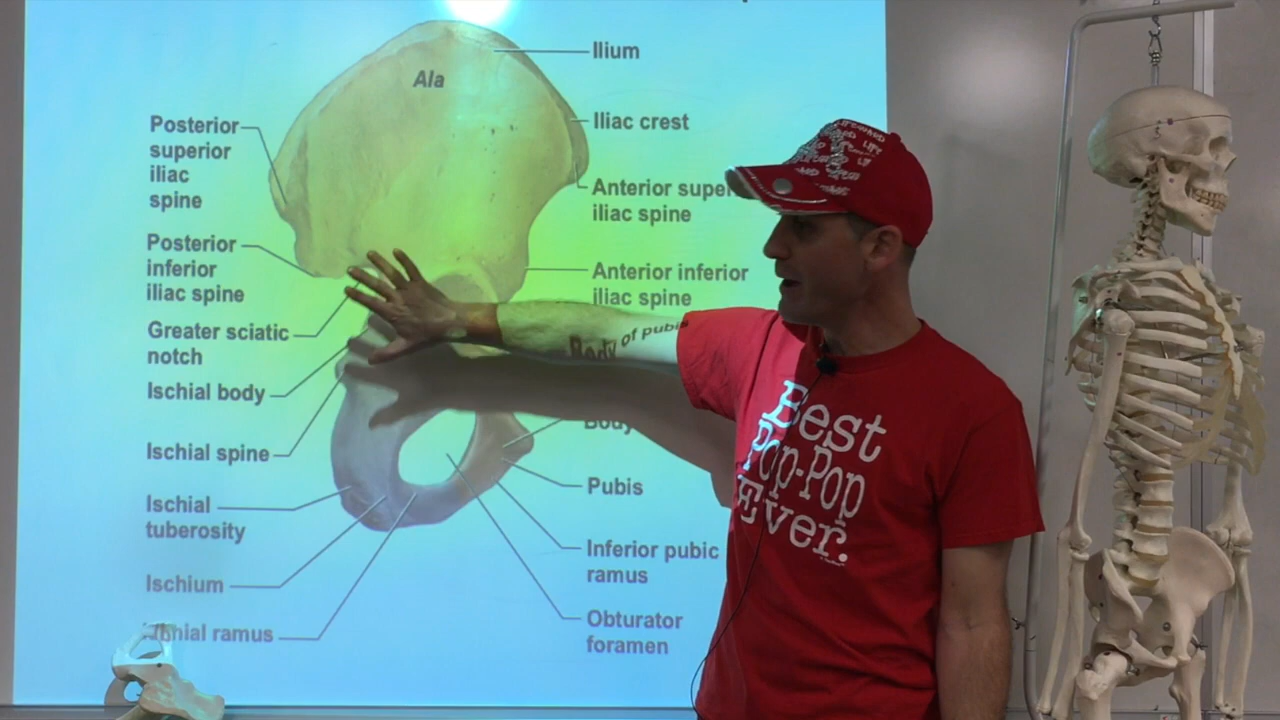 Ilium
Ala
Iliac crest
Posterior
superior
iliac
spine
Anterior
iliac spine
Posterior
inferior
iliac spine
Anterior inferior
iliac spine
Greater sciatic
notch
Body of pubis
Ischial body
Body
Ischial spine
Pubis
Ischial
tuberosity
Inferior pubic
ramus
Ischium
Obturator
foramen
ramus
Best
Pop-Pop
Ever.